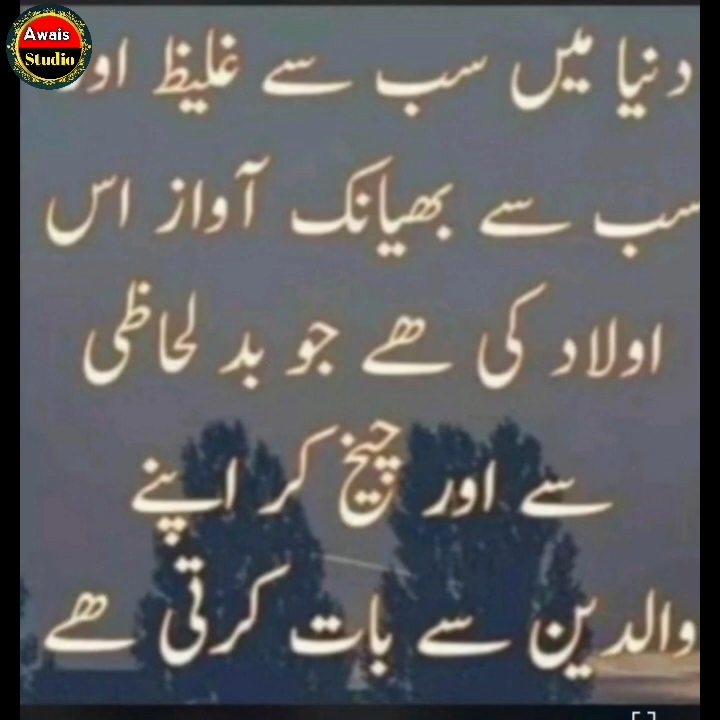 Awais
Studio
دنیا میں سب سے غلیظ اور
سب سے بھیانک آواز اس
اولاد کی ھے جو بد لحاظی
سے اور چیخ کر اپنے
والدین سے بات کرتی ھے